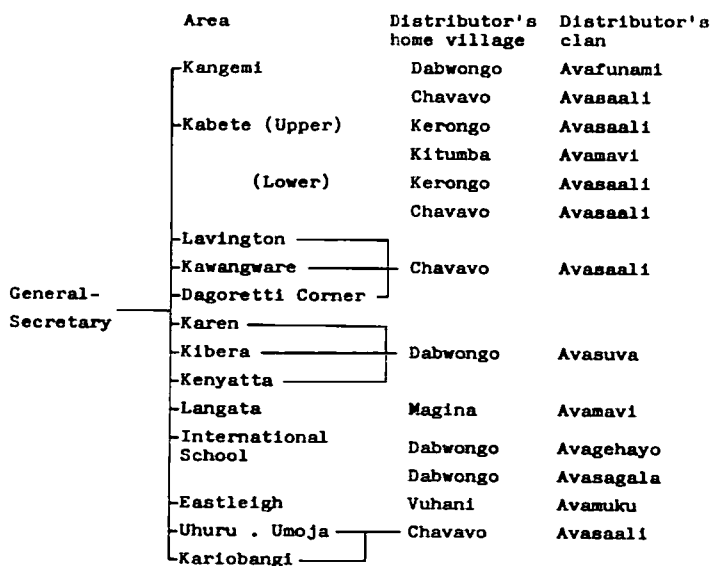 Area Distributor's Distributor's
home village clan
Kangemi Dabwongo Avafunami
Chavavo Avasaali
Kabete (Upper) Kerongo Avasaali
Kitumba Avamavi
(Lower) Kerongo Avasaali
Chavavo Avasaali
Lavington
Kawangware Chavavo Avasaali
General- Dagoretti Corner
Secretary Karen
Kibera Dabwongo Avasuva
Kenyatta
Langata Magina Avamavi
International
School Dabwongo Avagehayo
Dabwongo Avasagala
Eastleigh Vuhani Avamuku
Uhuru . Umoja Chavavo Avasaali
Kariobangi